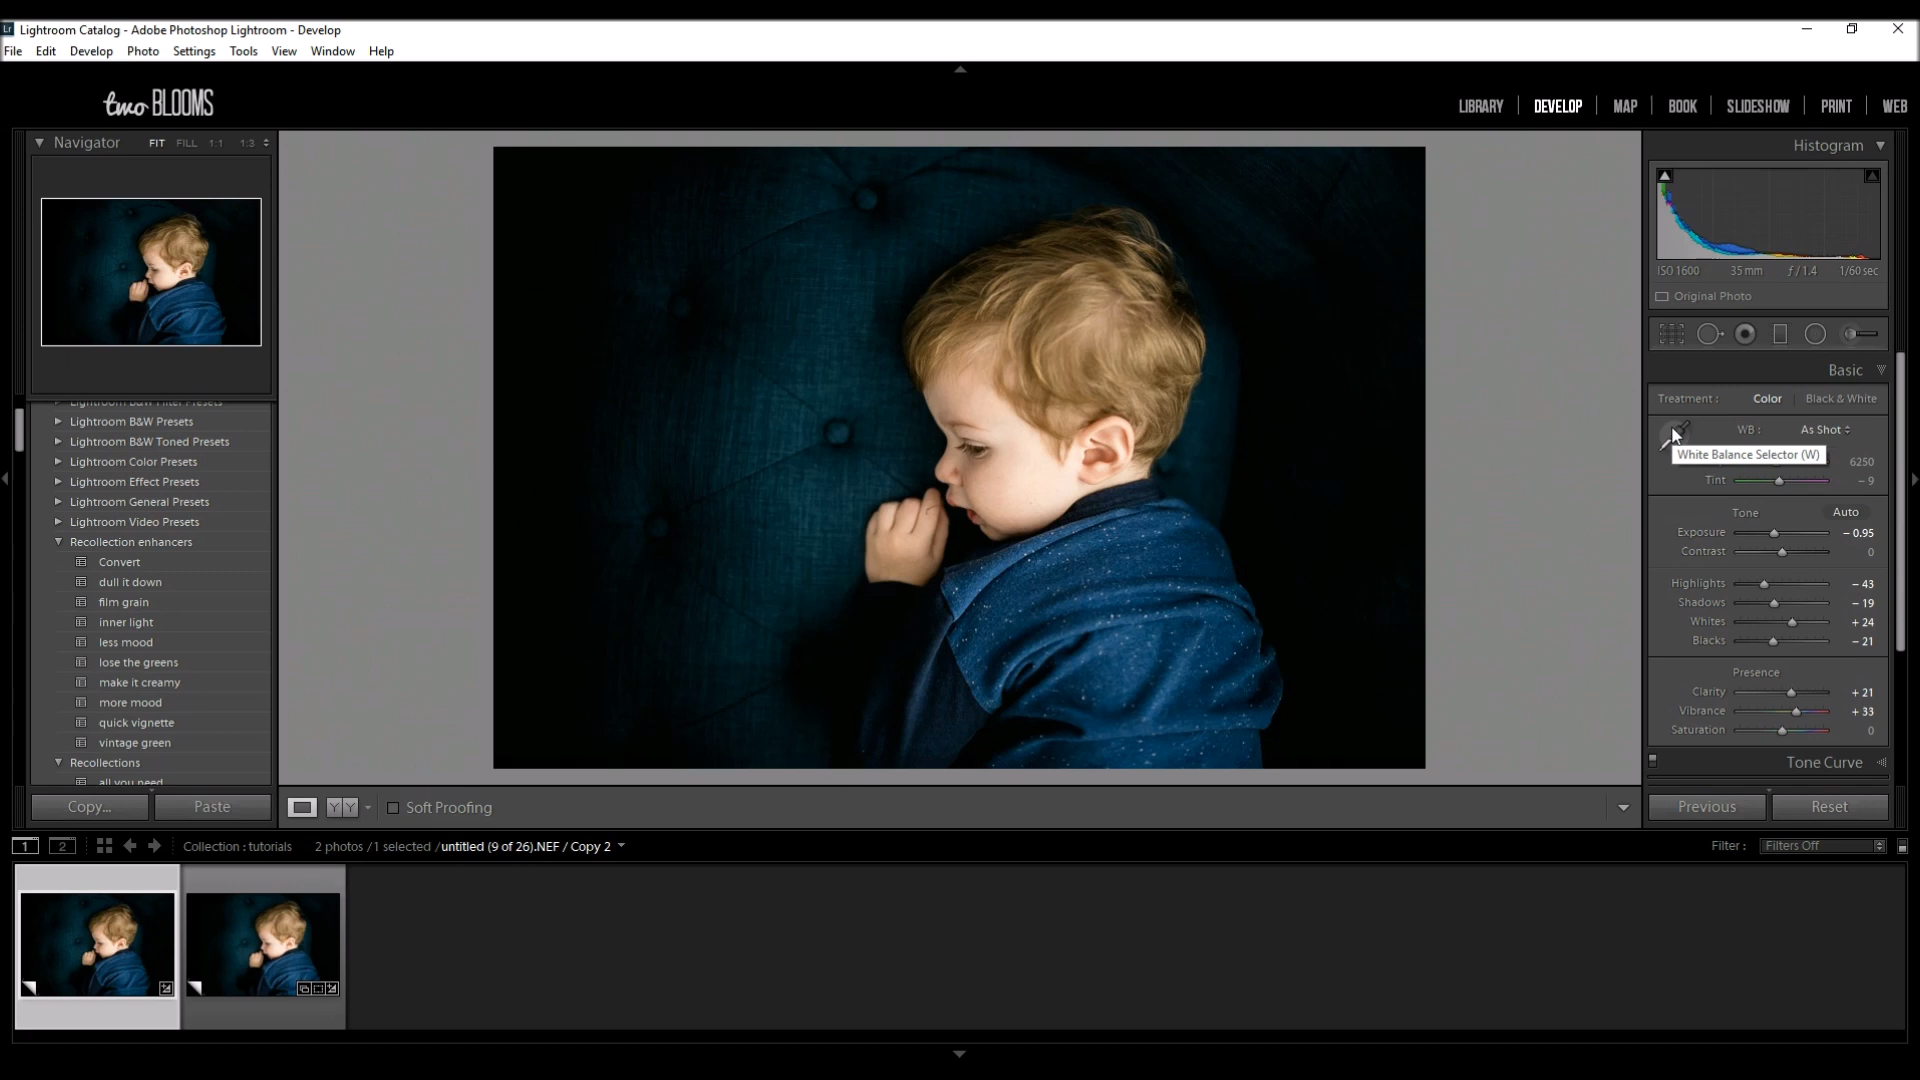 Lr Lightroom Catalog - Adobe Photoshop Lightroom - Develop
File Edit Develop Photo Settings Tools View Window Help
two BLOOMS
LIBRARY DEVELOP MAP BOOK SLIDESHOW PRINT WEB
Navigator FIT FILL 1:1 1:3
Lightroom B&W Filter Presets
Lightroom B&W Presets
Lightroom B&W Toned Presets
Lightroom Color Presets
Lightroom Effect Presets
Lightroom General Presets
Lightroom Video Presets
Recollection enhancers
Convert
dull it down
film grain
inner light
less mood
lose the greens
make it creamy
more mood
quick vignette
vintage green
Recollections
all you need
Copy... Paste
Soft Proofing
Histogram
ISO 1600 35 mm ƒ / 1.4 1/60 sec
Original Photo
Basic
Treatment : Color Black & White
WB : As Shot
White Balance Selector (W)
6250
Tint - 9
Tone Auto
Exposure - 0.95
Contrast 0
Highlights - 43
Shadows - 19
Whites + 24
Blacks - 21
Presence
Clarity + 21
Vibrance + 33
Saturation 0
Tone Curve
Previous Reset
1 2 Collection : tutorials 2 photos / 1 selected / untitled (9 of 26).NEF / Copy 2
Filter : Filters Off